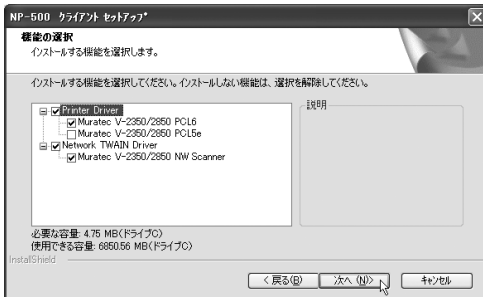 NP-500 クライアント セットアップ
機能の選択
インストールする機能を選択します。
インストールする機能を選択してください。インストールしない機能は、選択を解除してください。
Printer Driver
Muratec V-2350/2850 PCL6
Muratec V-2350/2850 PCL5e
Network TWAIN Driver
Muratec V-2350/2850 NW Scanner
説明
必要な容量: 4.75 MB(ドライブC)
使用できる容量: 6850.56 MB(ドライブC)
InstallShield
< 戻る(B)
次へ (N)>
キャンセル